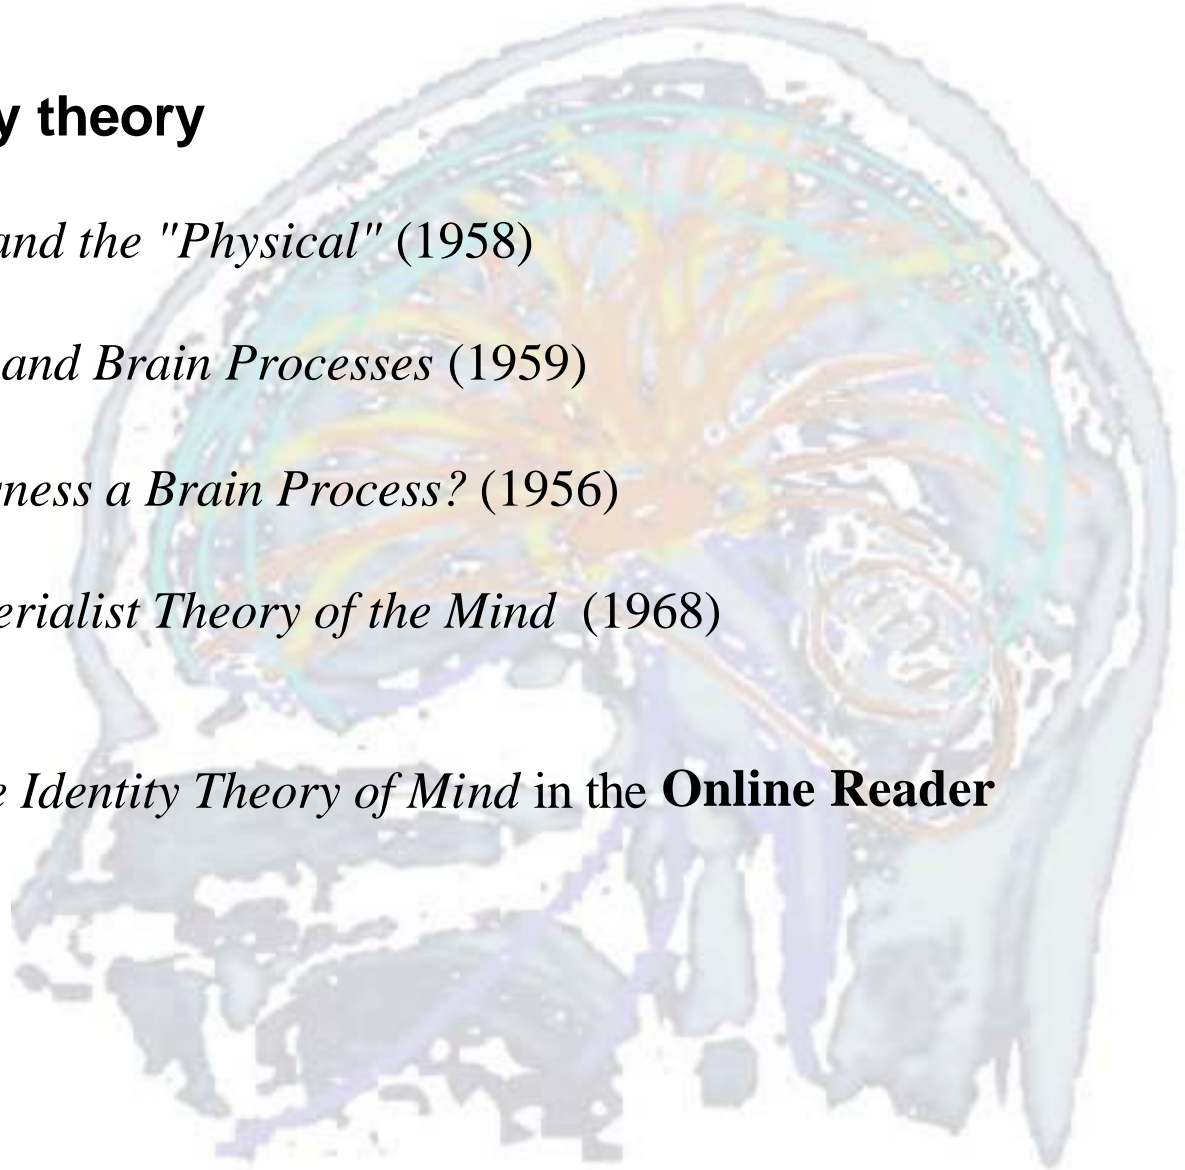 y theory
and the "Physical" (1958)
and Brain Processes (1959)
ness a Brain Process? (1956)
erialist Theory of the Mind (1968)
e Identity Theory of Mind in the Online Reader